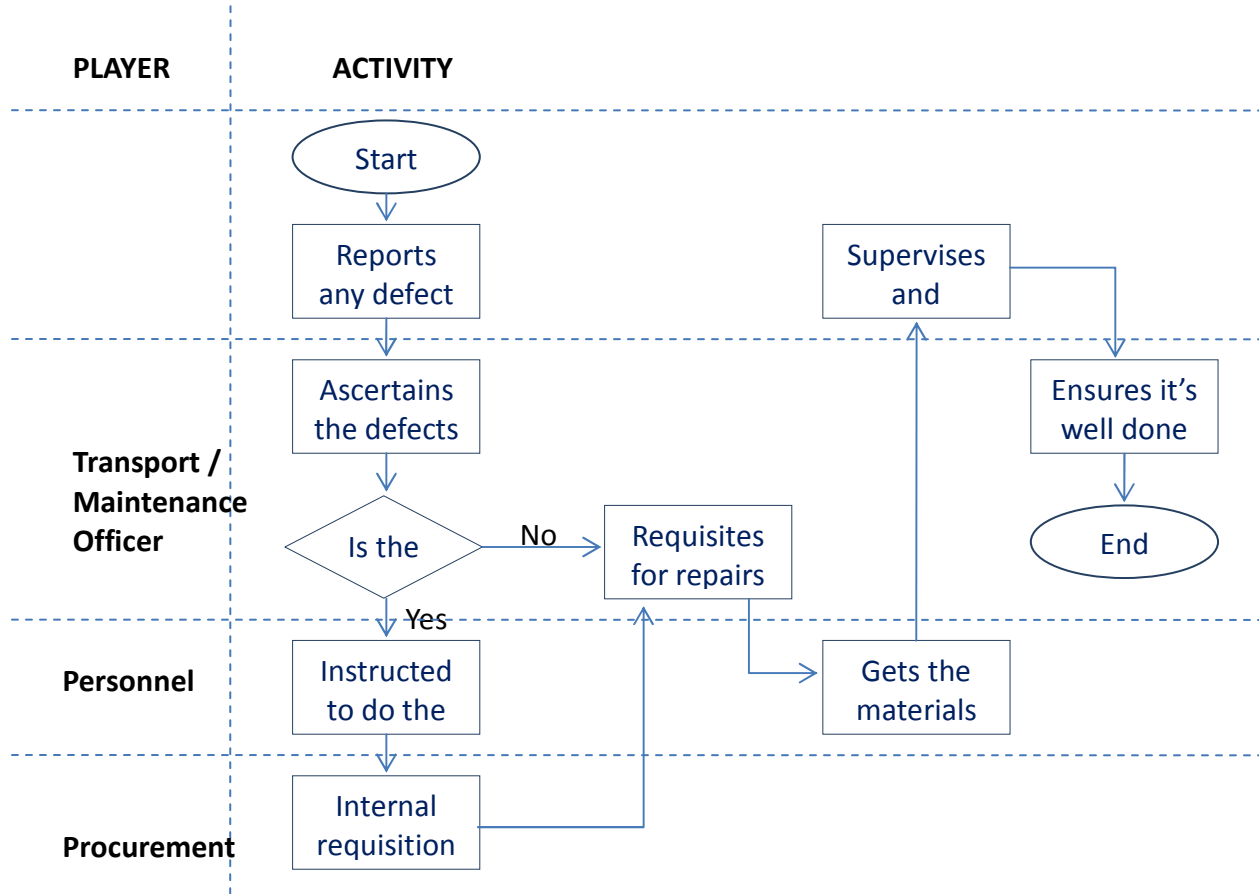 PLAYER
ACTIVITY
Start
Reports
any defect
Supervises
and
Ascertains
the defects
Ensures it’s
well done
Transport /
Maintenance
Officer
Is the
No
Requisites
for repairs
End
Yes
Personnel
Instructed
to do the
Gets the
materials
Procurement
Internal
requisition